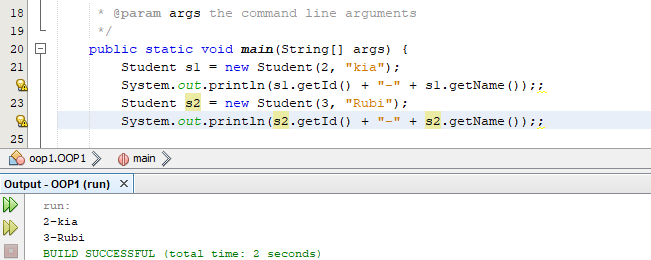 18 * @param args the command line arguments
19 */
20 public static void main(String[] args) {
21 Student s1 = new Student(2, "kia");
System.out.println(s1.getId() + "-" + s1.getName());;
23 Student s2 = new Student(3, "Rubi");
System.out.println(s2.getId() + "-" + s2.getName());;
25
oop1.OOP1 main
Output - OOP1 (run) ×
run:
2-kia
3-Rubi
BUILD SUCCESSFUL (total time: 2 seconds)